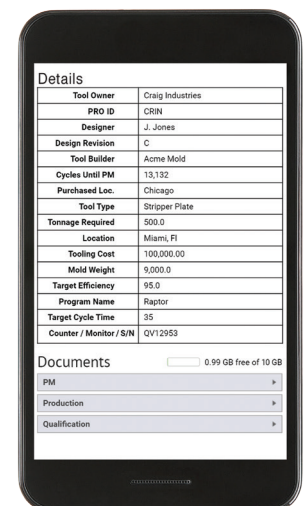 Details
Tool Owner Craig Industries
PRO ID CRIN
Designer J. Jones
Design Revision C
Tool Builder Acme Mold
Cycles Until PM 13,132
Purchased Loc. Chicago
Tool Type Stripper Plate
Tonnage Required 500.0
Location Miami, Fl
Tooling Cost 100,000.00
Mold Weight 9,000.0
Target Efficiency 95.0
Program Name Raptor
Target Cycle Time 35
Counter / Monitor / S/N QV12953
Documents 0.99 GB free of 10 GB
PM
Production
Qualification